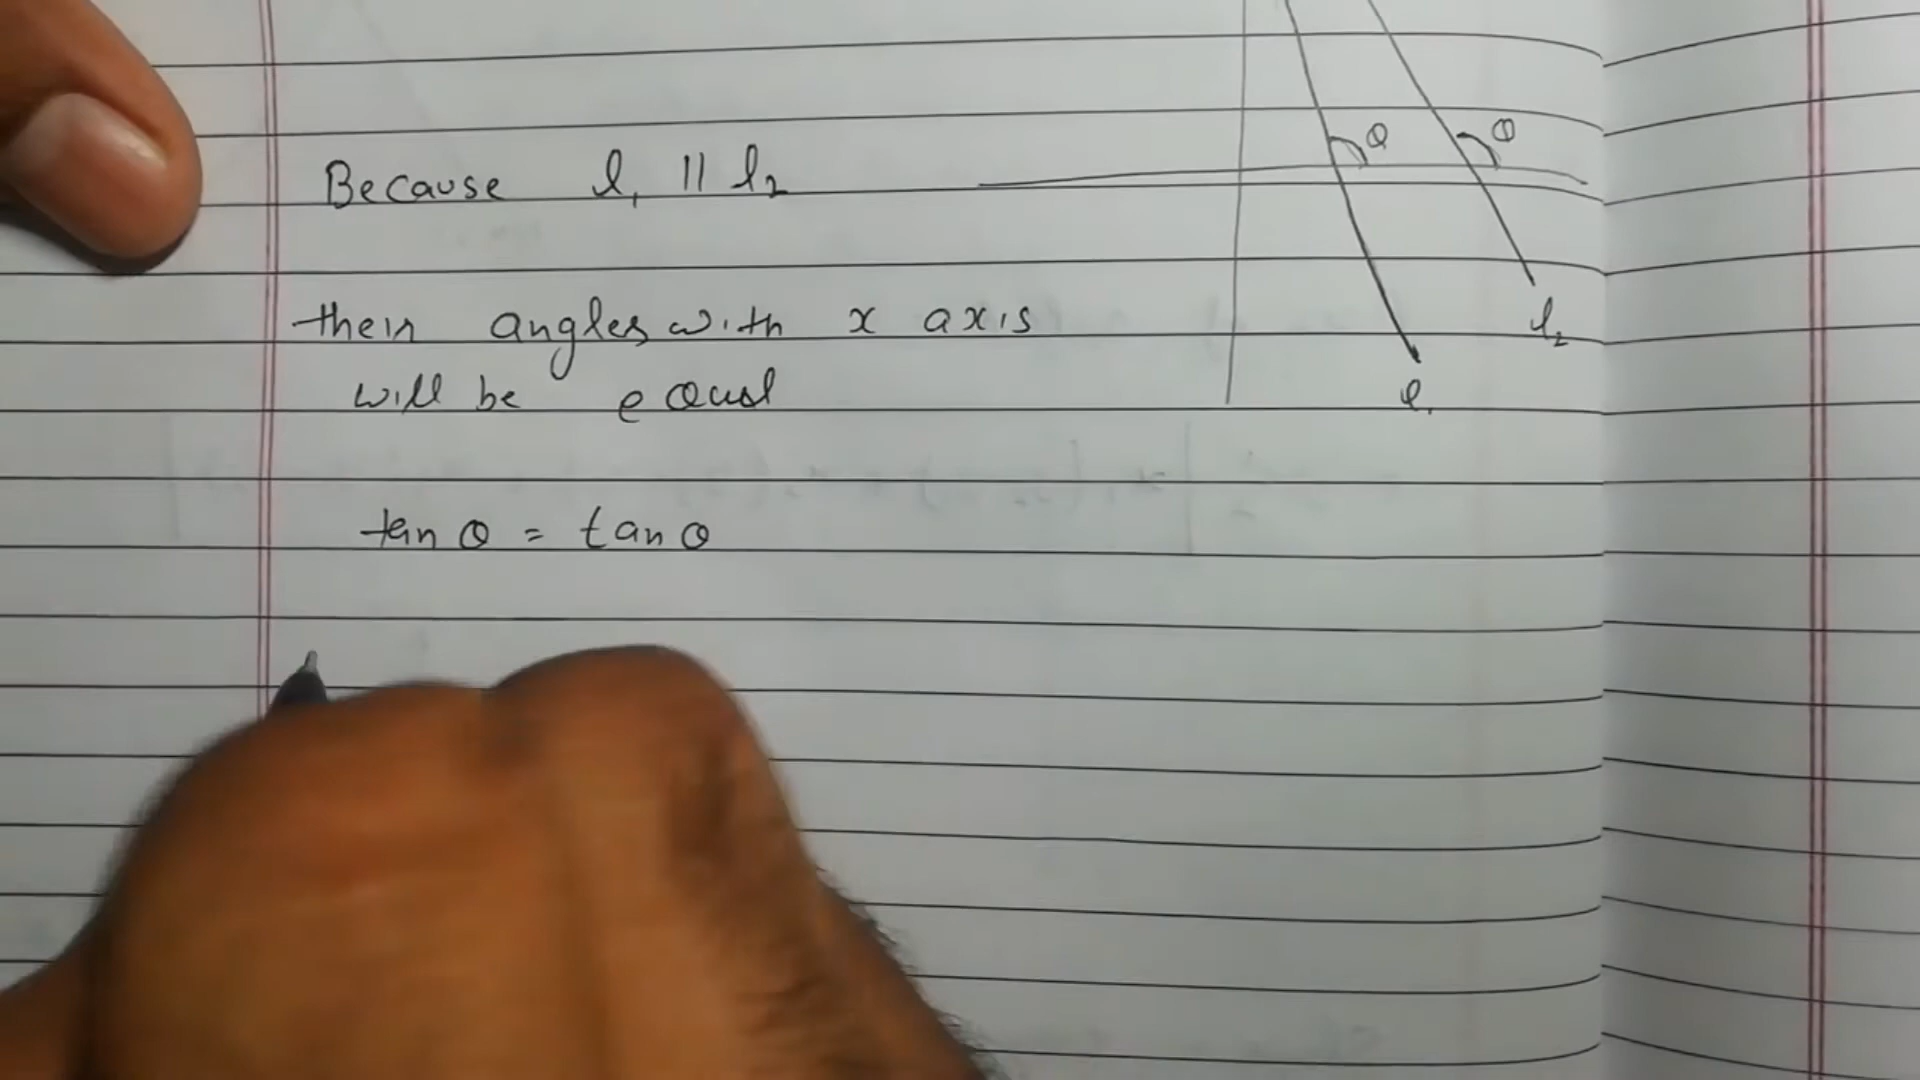 Because l₁ || l₂
their angles with x axis
will be equal
tan θ = tan θ
θ
θ
l₂
l₁